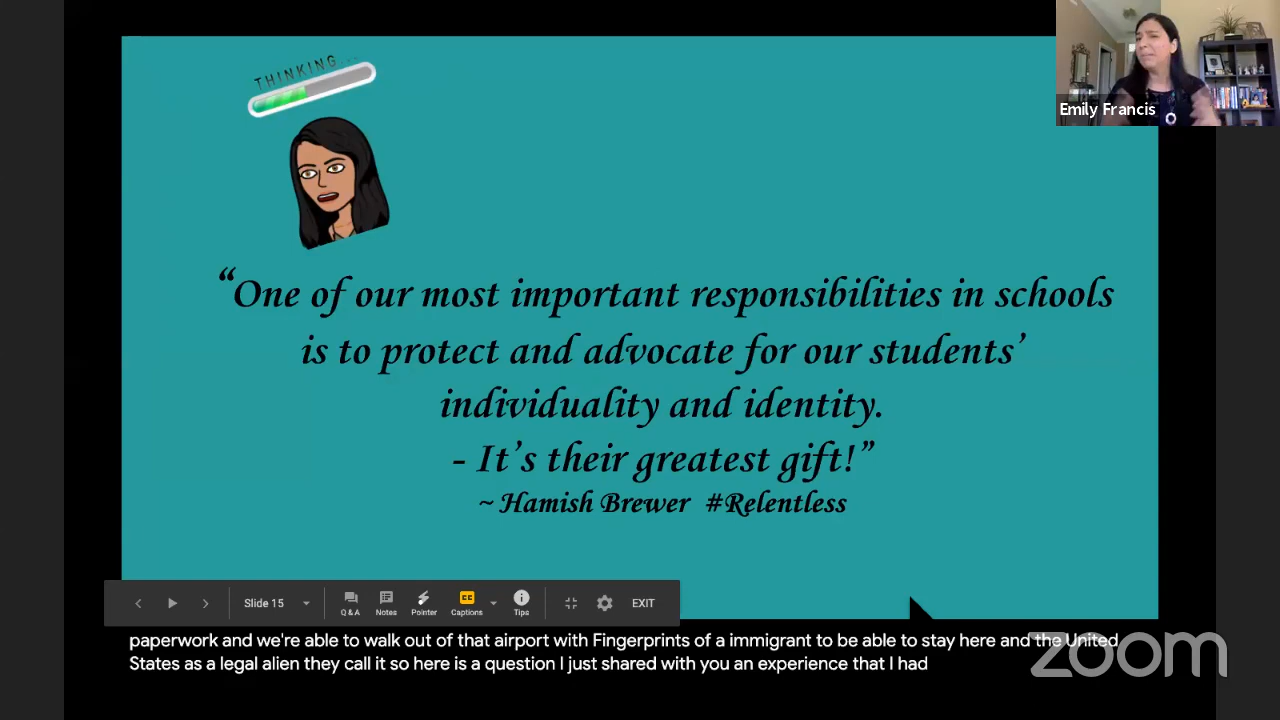 THINKING...
Emily Francis
“One of our most important responsibilities in schools
is to protect and advocate for our students’
individuality and identity.
- It’s their greatest gift!”
~ Hamish Brewer #Relentless
Slide 15
Q & A
Notes
Pointer
CC
Captions
Tips
EXIT
paperwork and we're able to walk out of that airport with Fingerprints of a immigrant to be able to stay here and the United
States as a legal alien they call it so here is a question I just shared with you an experience that I had
zoom